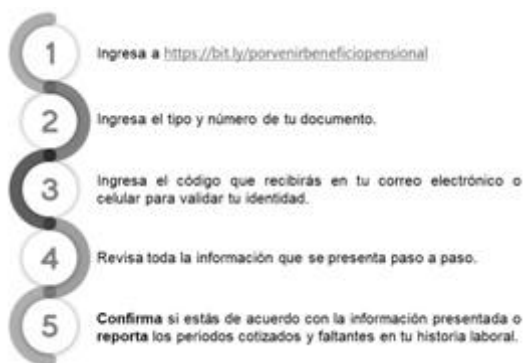 1
Ingresa a https://bit.ly/porvenirbeneficiopensional
2
Ingresa el tipo y número de tu documento.
3
Ingresa el código que recibirás en tu correo electrónico o
celular para validar tu identidad.
4
Revisa toda la información que se presenta paso a paso.
5
Confirma si estás de acuerdo con la información presentada o
reporta los periodos cotizados y faltantes en tu historia laboral.